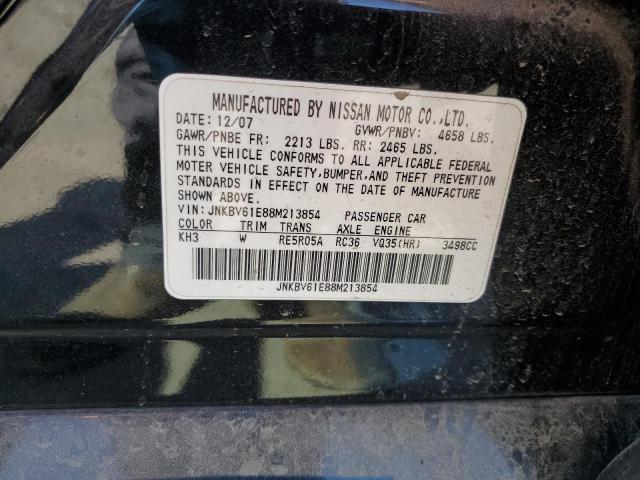 MANUFACTURED BY NISSAN MOTOR CO.,LTD.
DATE: 12/07 GVWR/PNBV: 4658 LBS.
GAWR/PNBE FR: 2213 LBS. RR: 2465 LBS.
THIS VEHICLE CONFORMS TO ALL APPLICABLE FEDERAL
MOTOR VEHICLE SAFETY,BUMPER,AND THEFT PREVENTION
STANDARDS IN EFFECT ON THE DATE OF MANUFACTURE
SHOWN ABOVE.
VIN: JNKBV61E88M213854 PASSENGER CAR
COLOR TRIM TRANS AXLE ENGINE
KH3 W RE5R05A RC36 VQ35(HR) 3498CC
JNKBV61E88M213854